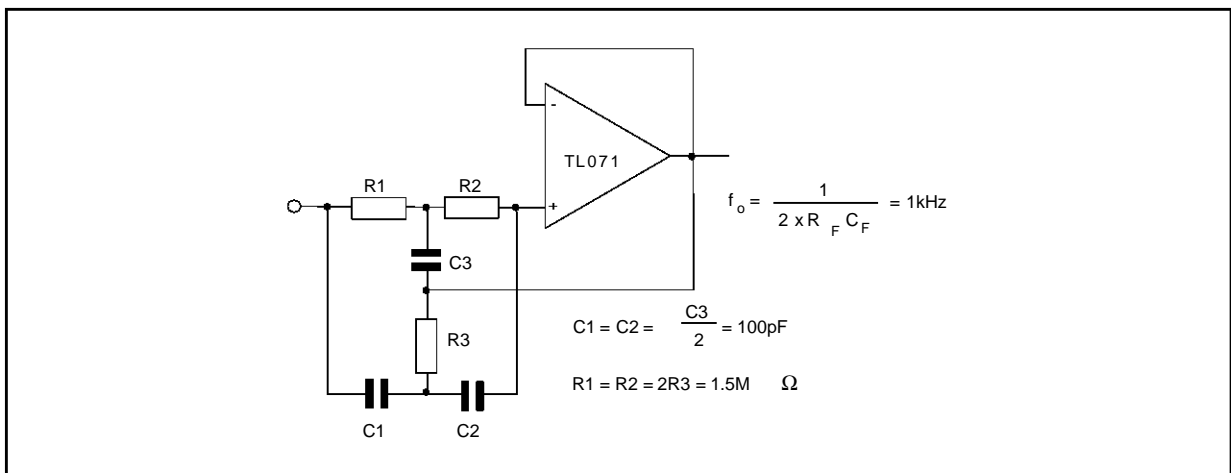 -
TL071
+
R1
R2
C3
R3
C1
C2
f o = 1 / 2 x R F C F = 1kHz
C1 = C2 = C3 / 2 = 100pF
R1 = R2 = 2R3 = 1.5M Ω